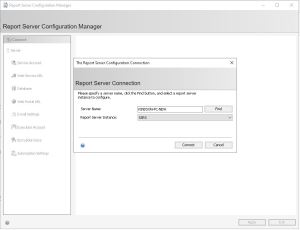 Report Server Configuration Manager
Report Server Configuration Manager
Connect
Server
Service Account
Web Service URL
Database
Web Portal URL
E-mail Settings
Execution Account
Encryption Keys
Subscription Settings
The Report Server Configuration Connection
Report Server Connection
Please specify a server name, click the Find button, and select a report server
instance to configure.
Server Name:
Find
Report Server Instance:
Connect
Cancel
Apply
Exit